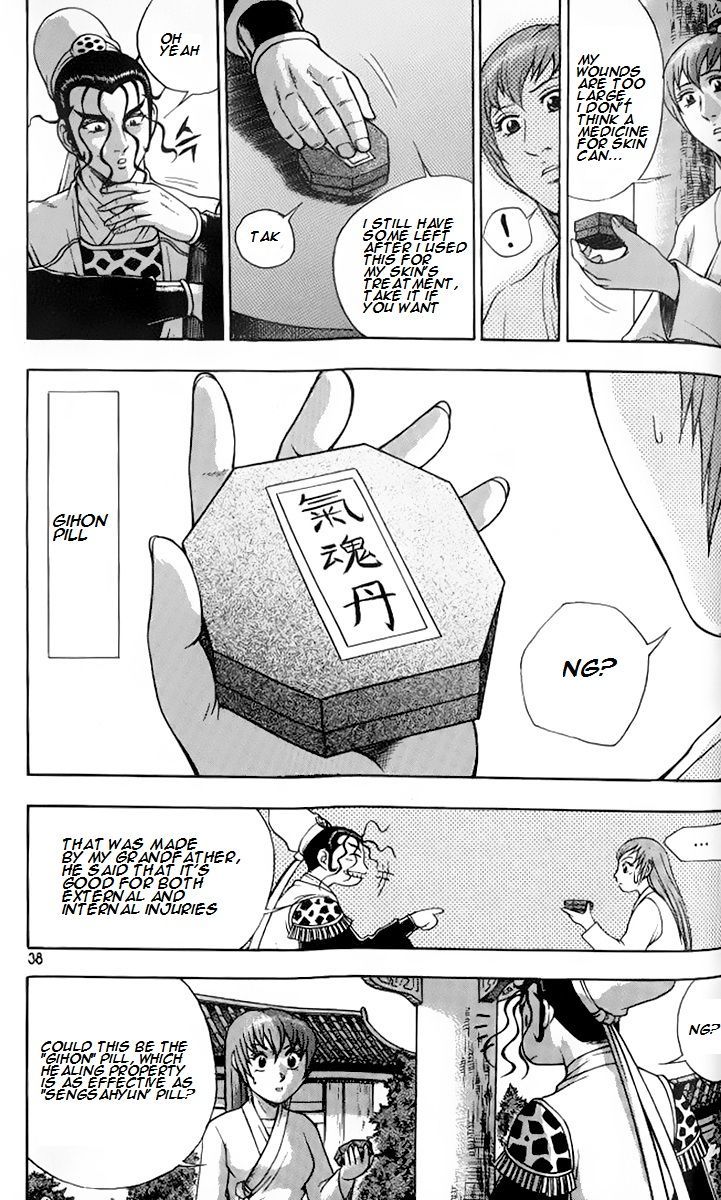 OH
YEAH
TAK
I STILL HAVE
SOME LEFT
AFTER I USED
THIS FOR
MY SKIN'S
TREATMENT,
TAKE IT IF
YOU WANT
!
MY
WOUNDS
ARE TOO
LARGE,
I DON'T
THINK A
MEDICINE
FOR SKIN
CAN...
GIHON
PILL
氣
魂
丹
NG?
THAT WAS MADE
BY MY GRANDFATHER,
HE SAID THAT IT'S
GOOD FOR BOTH
EXTERNAL AND
INTERNAL INJURIES
...
38
COULD THIS BE THE
"GIHON" PILL, WHICH
HEALING PROPERTY
IS AS EFFECTIVE AS
"SENGSAHYUN" PILL?
NG?